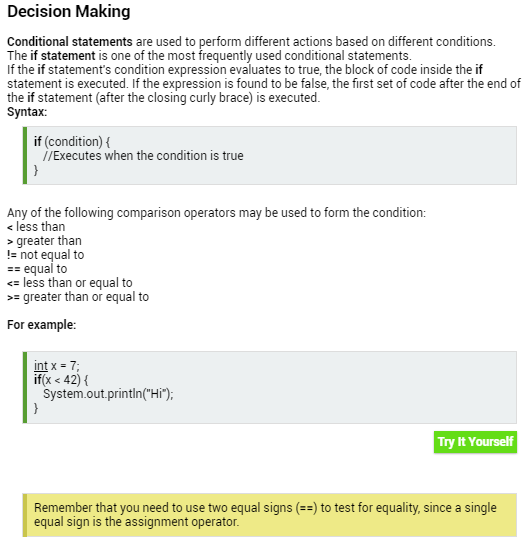 Decision Making
Conditional statements are used to perform different actions based on different conditions.
The if statement is one of the most frequently used conditional statements.
If the if statement's condition expression evaluates to true, the block of code inside the if
statement is executed. If the expression is found to be false, the first set of code after the end of
the if statement (after the closing curly brace) is executed.
Syntax:
if (condition) {
//Executes when the condition is true
}
Any of the following comparison operators may be used to form the condition:
< less than
> greater than
!= not equal to
== equal to
<= less than or equal to
>= greater than or equal to
For example:
int x = 7;
if(x < 42) {
System.out.println("Hi");
}
Try It Yourself
Remember that you need to use two equal signs (==) to test for equality, since a single
equal sign is the assignment operator.